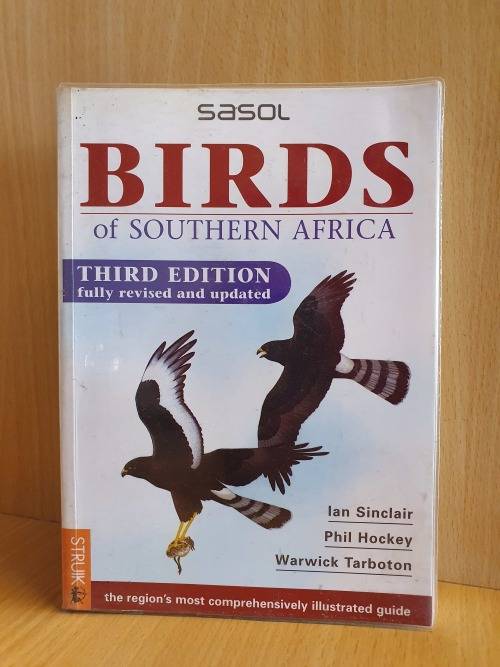 sasol
BIRDS
of SOUTHERN AFRICA
THIRD EDITION
fully revised and updated
Ian Sinclair
Phil Hockey
Warwick Tarboton
STRUIK
the region's most comprehensively illustrated guide